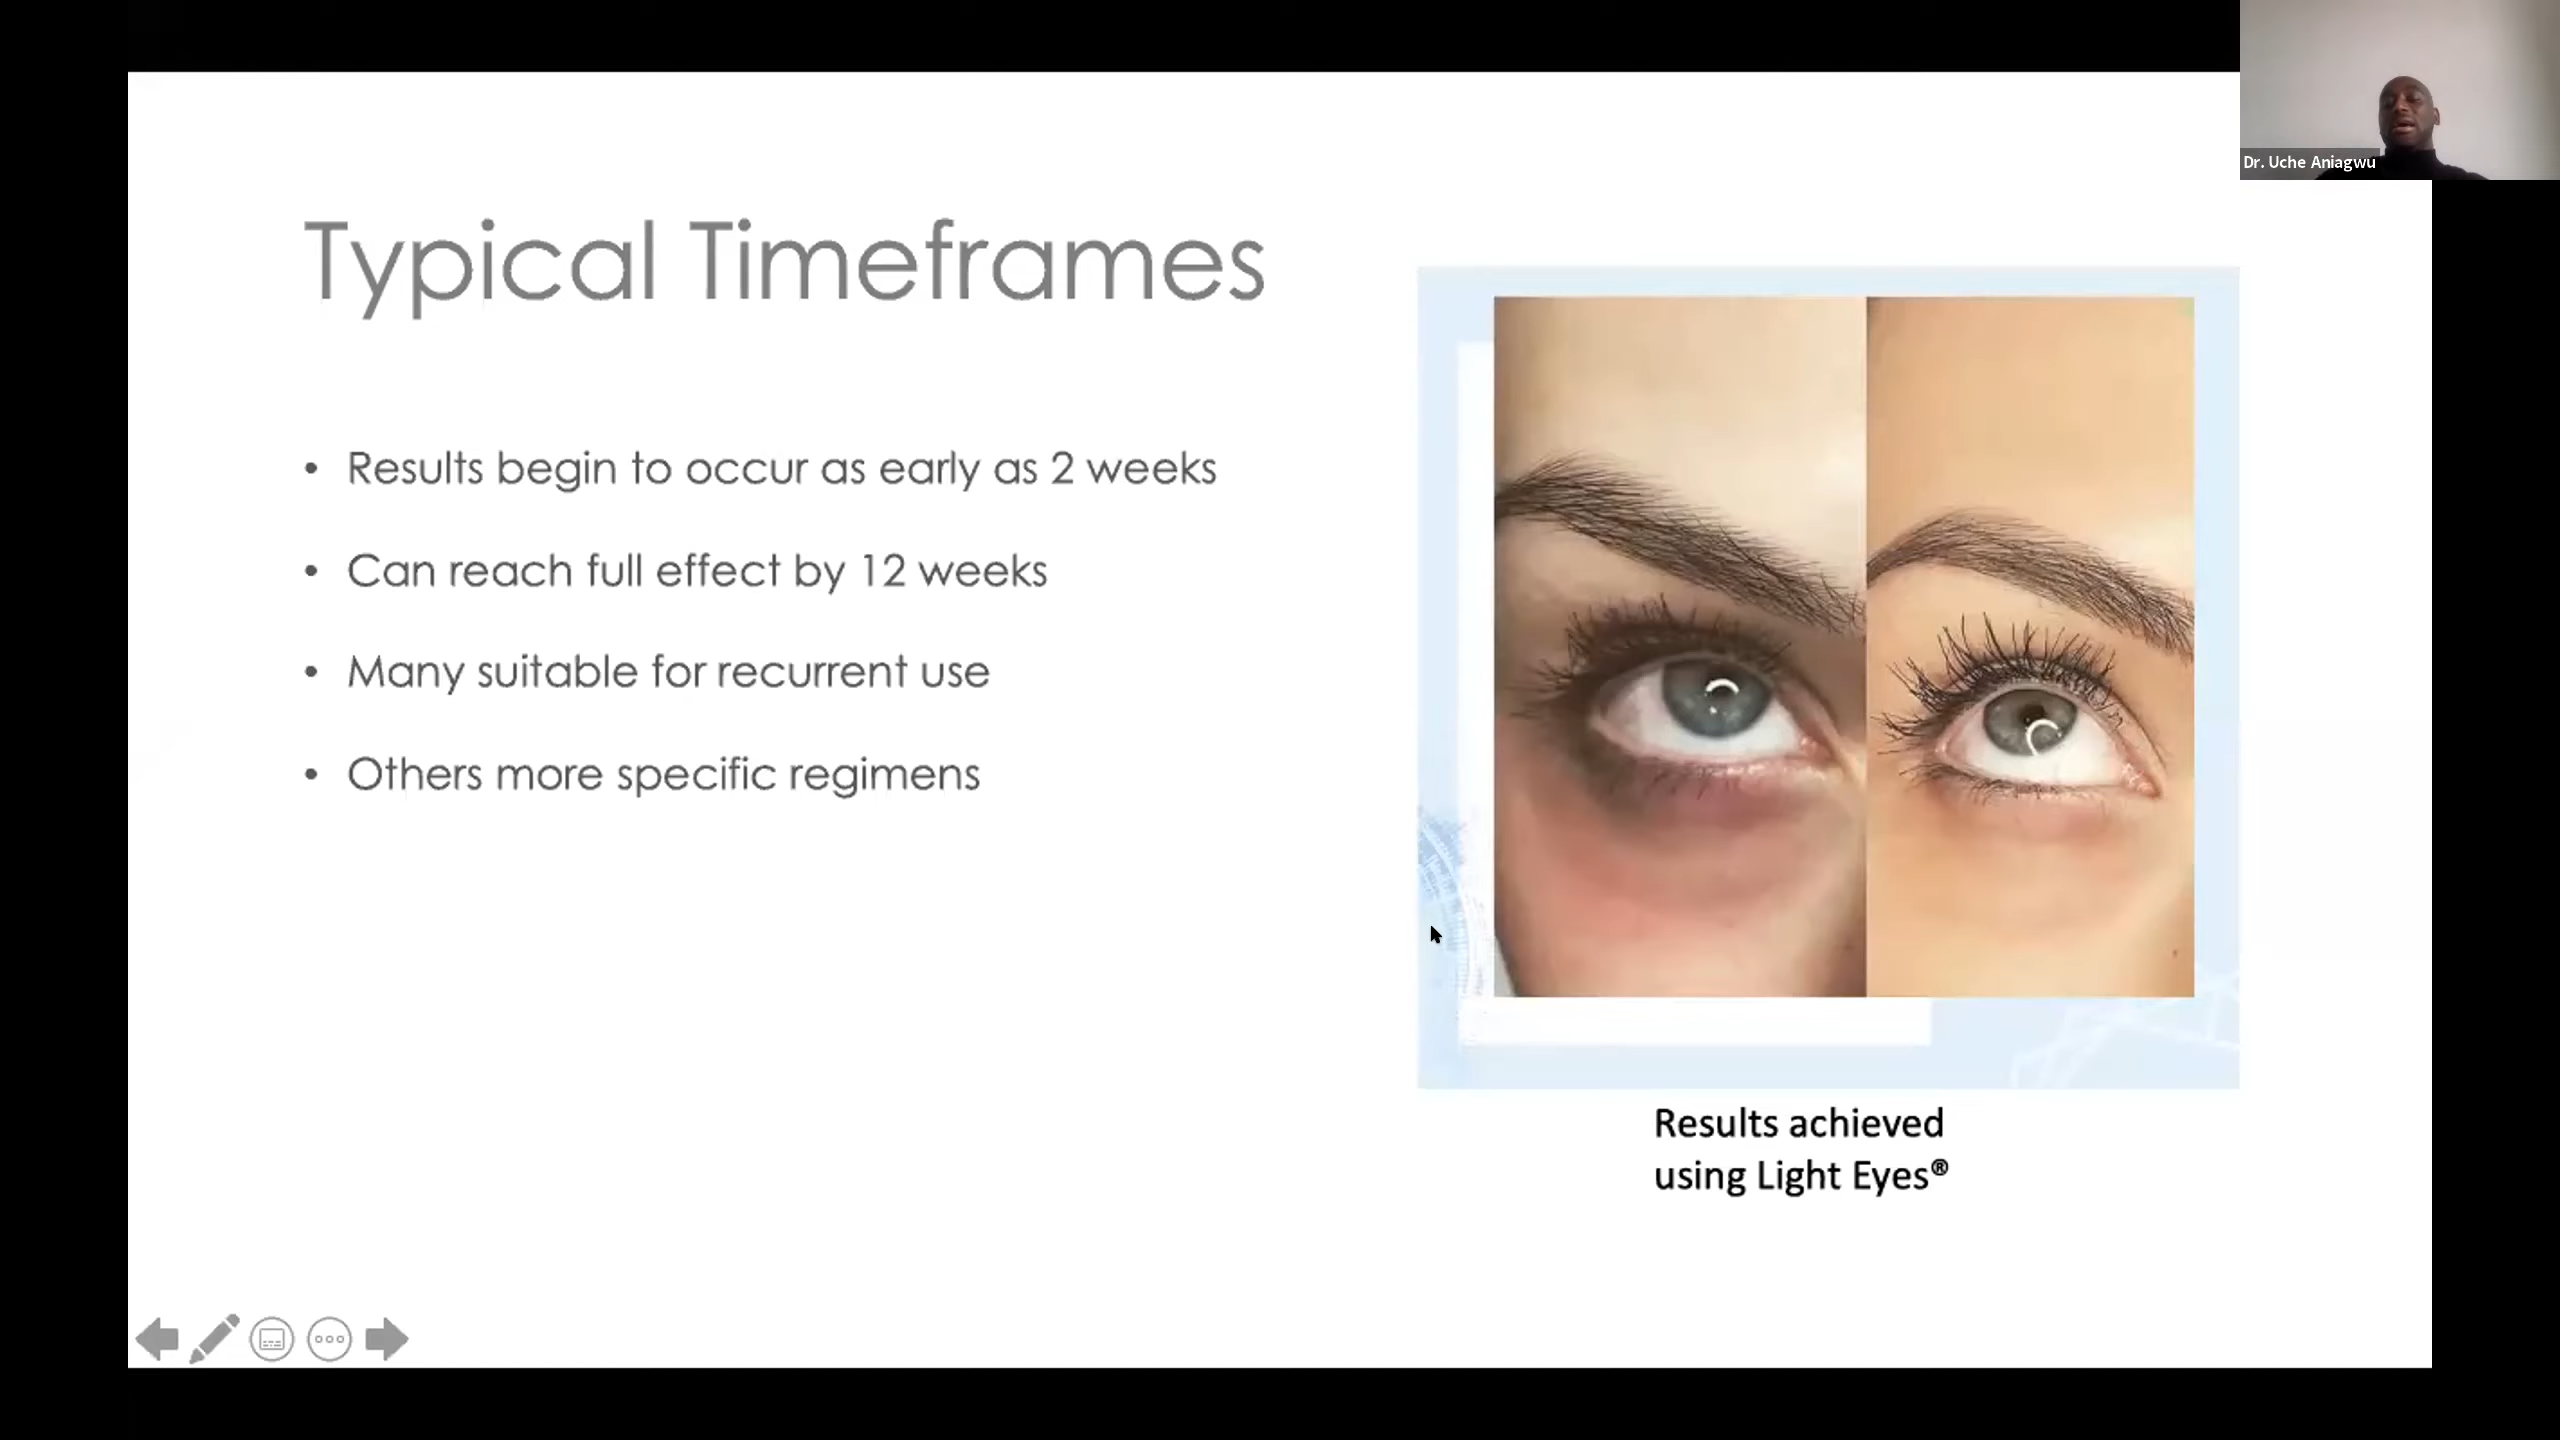 Dr. Uche Aniagwu
Typical Timeframes
• Results begin to occur as early as 2 weeks
• Can reach full effect by 12 weeks
• Many suitable for recurrent use
• Others more specific regimens
Results achieved
using Light Eyes®